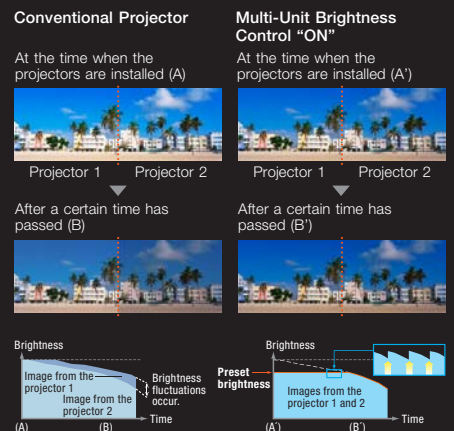 Conventional Projector
At the time when the
projectors are installed (A)
Projector 1
Projector 2
After a certain time has
passed (B)
Brightness
Image from the
projector 1
Image from the
projector 2
Brightness
fluctuations
occur.
Time
(A)
(B)
Multi-Unit Brightness
Control “ON”
At the time when the
projectors are installed (A’)
Projector 1
Projector 2
After a certain time has
passed (B’)
Brightness
Preset
brightness
Images from the
projector 1 and 2
Time
(A´)
(B´)